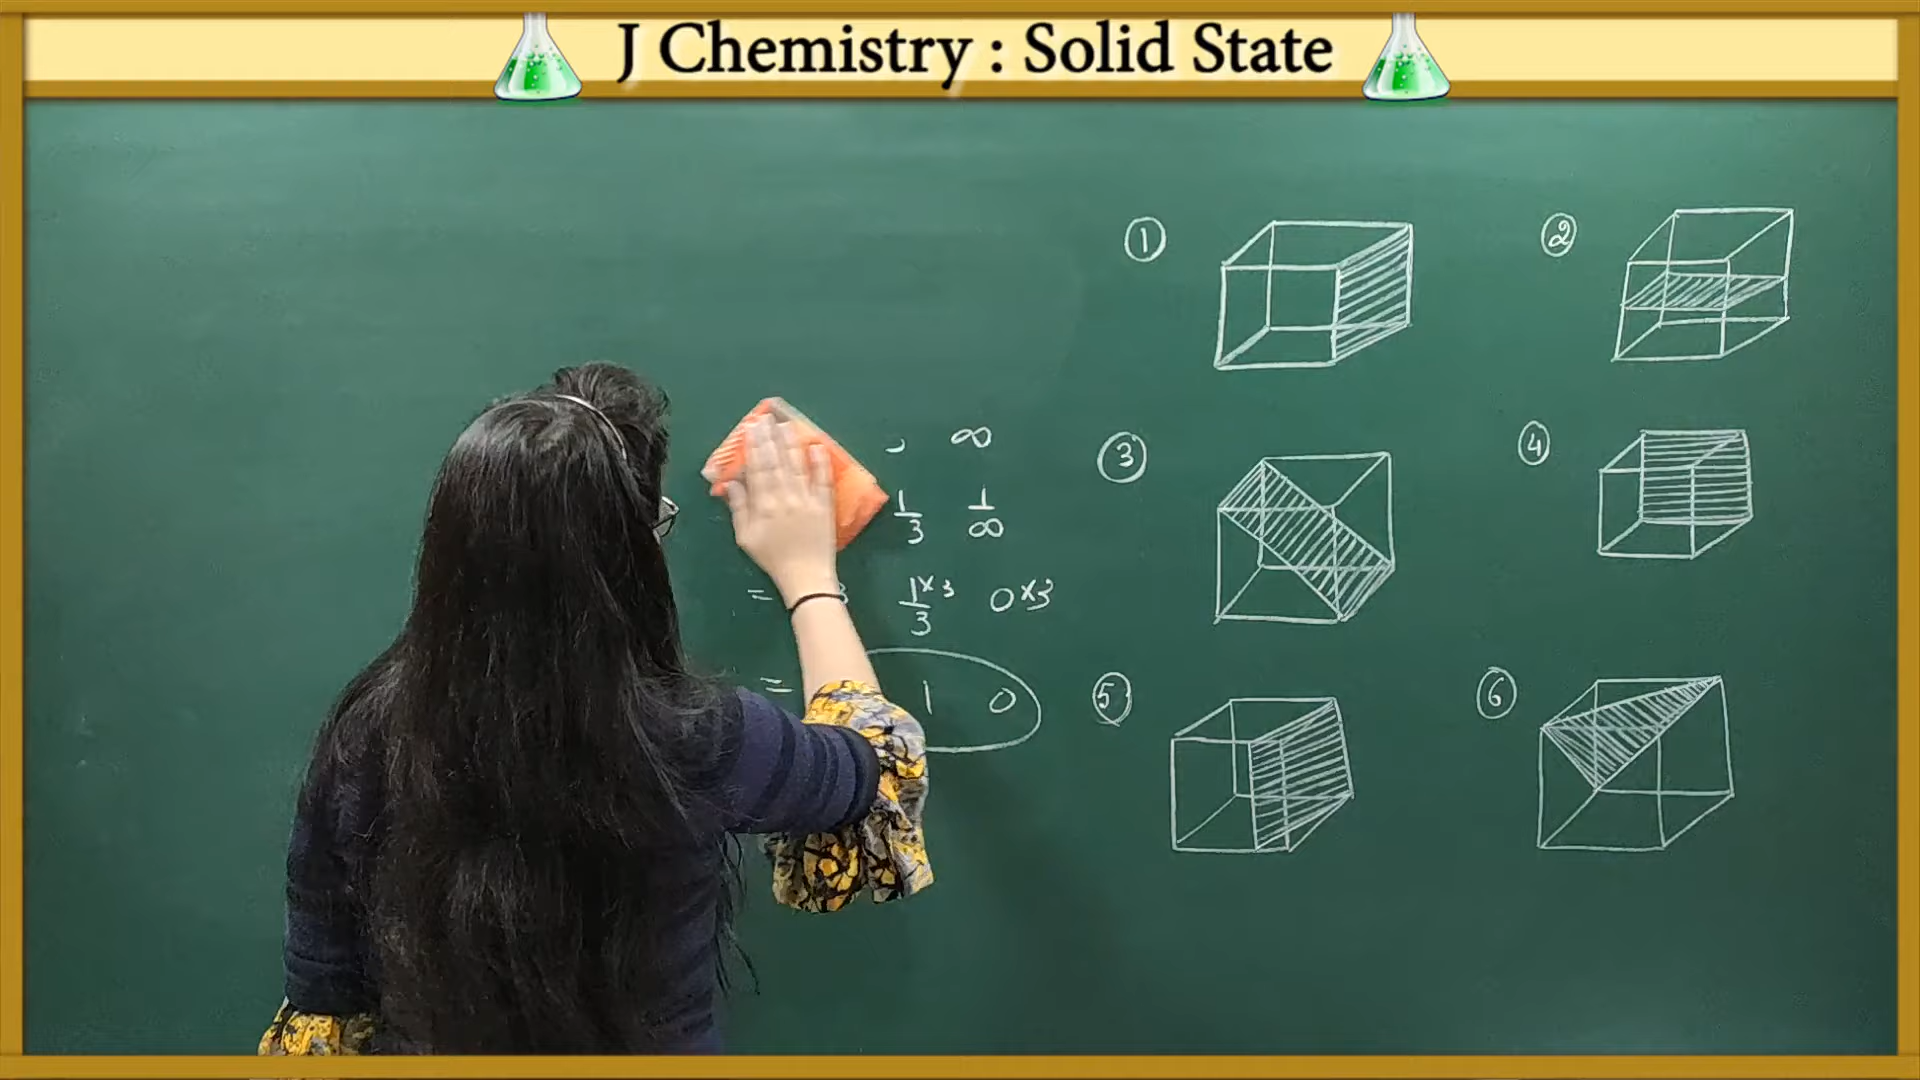 J Chemistry : Solid State
① ②
, ∞
③ ④
1/3 1/∞
= 3 1/3 ×3 0×3
= 1 0
⑤ ⑥